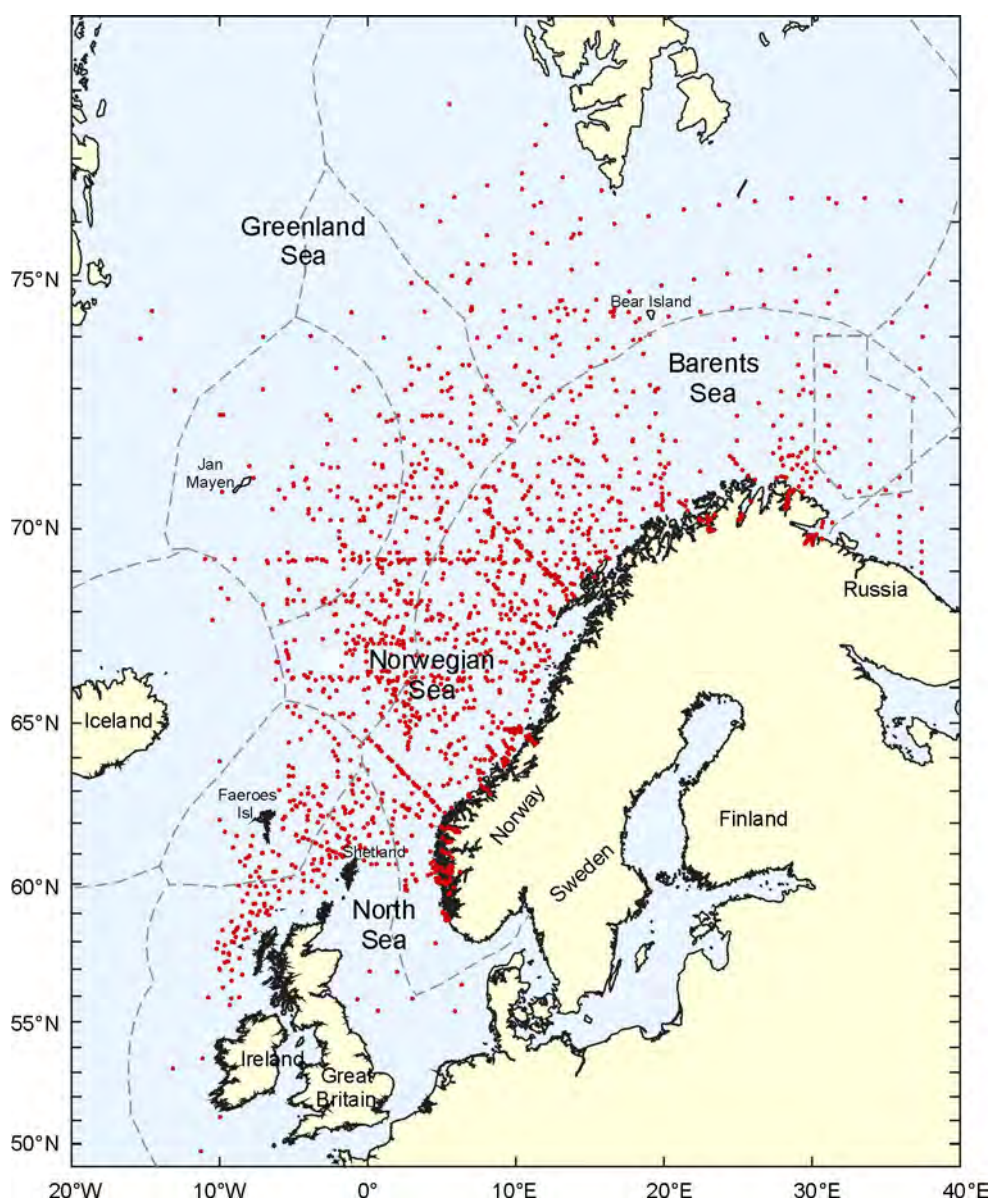 Greenland
Sea
75°N
Bear Island
Barents
Sea
Jan
Mayen
70°N
Russia
Norwegian
Sea
65°N
Iceland
Faeroes
Isl.
Norway
Finland
Shetland
Sweden
60°N
North
Sea
55°N
Ireland
Great
Britain
50°N
20°W
10°W
0°
10°E
20°E
30°E
40°E